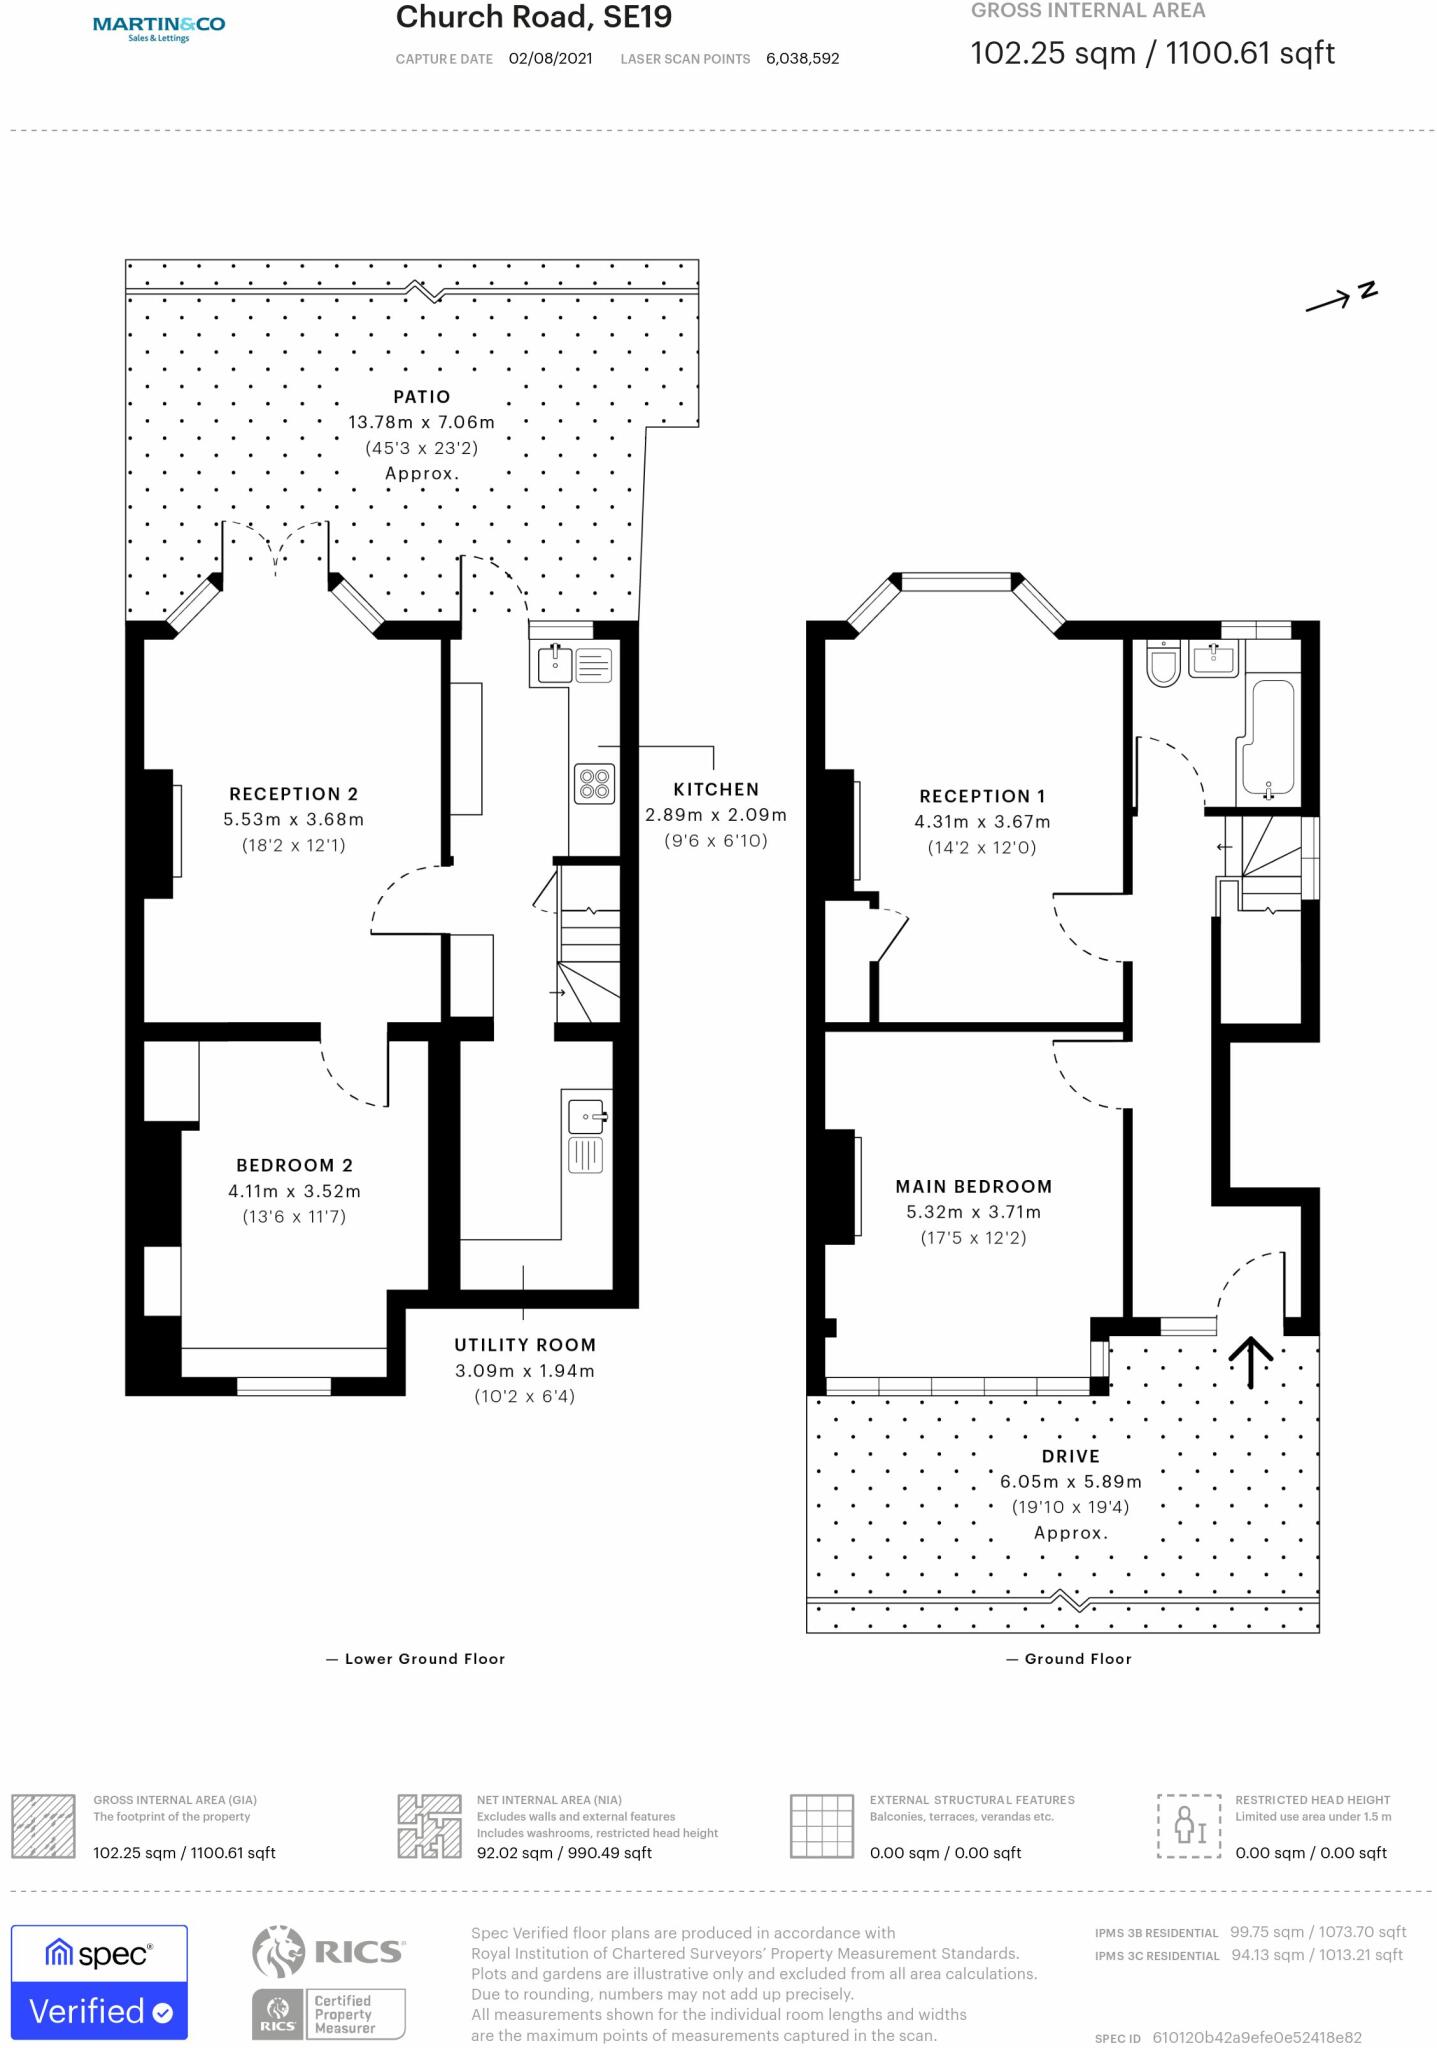 MARTIN&CO
Sales & Lettings
Church Road, SE19
CAPTURE DATE 02/08/2021 LASER SCAN POINTS 6,038,592
GROSS INTERNAL AREA
102.25 sqm / 1100.61 sqft
N
PATIO
13.78m x 7.06m
(45'3 x 23'2)
Approx.
RECEPTION 2
5.53m x 3.68m
(18'2 x 12'1)
KITCHEN
2.89m x 2.09m
(9'6 x 6'10)
RECEPTION 1
4.31m x 3.67m
(14'2 x 12'0)
BEDROOM 2
4.11m x 3.52m
(13'6 x 11'7)
MAIN BEDROOM
5.32m x 3.71m
(17'5 x 12'2)
UTILITY ROOM
3.09m x 1.94m
(10'2 x 6'4)
DRIVE
6.05m x 5.89m
(19'10 x 19'4)
Approx.
— Lower Ground Floor
— Ground Floor
GROSS INTERNAL AREA (GIA)
The footprint of the property
102.25 sqm / 1100.61 sqft
NET INTERNAL AREA (NIA)
Excludes walls and external features
Includes washrooms, restricted head height
92.02 sqm / 990.49 sqft
EXTERNAL STRUCTURAL FEATURES
Balconies, terraces, verandas etc.
0.00 sqm / 0.00 sqft
RESTRICTED HEAD HEIGHT
Limited use area under 1.5 m
0.00 sqm / 0.00 sqft
spec®
Verified
RICS®
RICS
Certified
Property
Measurer
Spec Verified floor plans are produced in accordance with
Royal Institution of Chartered Surveyors’ Property Measurement Standards.
Plots and gardens are illustrative only and excluded from all area calculations.
Due to rounding, numbers may not add up precisely.
All measurements shown for the individual room lengths and widths
are the maximum points of measurements captured in the scan.
IPMS 3B RESIDENTIAL 99.75 sqm / 1073.70 sqft
IPMS 3C RESIDENTIAL 94.13 sqm / 1013.21 sqft
SPEC ID 610120b42a9efe0e52418e82